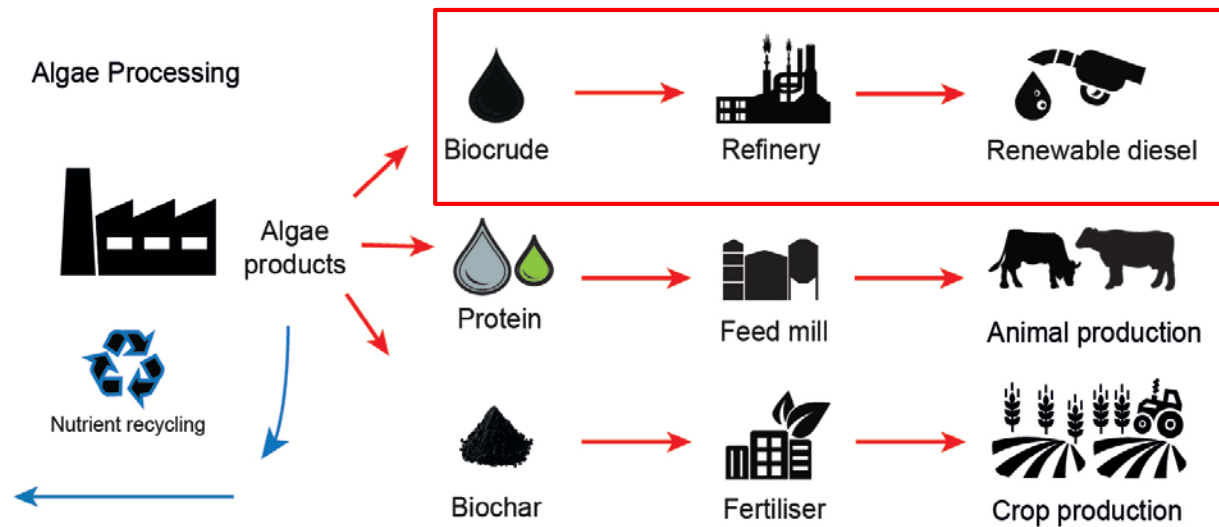 Algae Processing
Biocrude
Refinery
Renewable diesel
Algae
products
Protein
Feed mill
Animal production
Nutrient recycling
Biochar
Fertiliser
Crop production